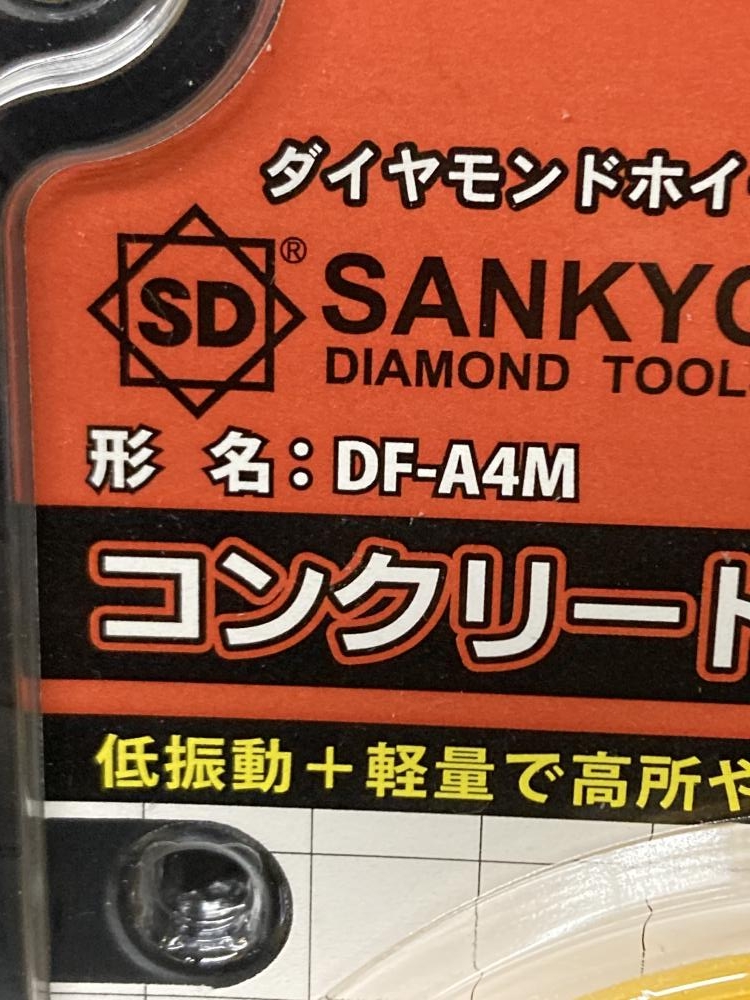 ダイヤモンドホイ
SD ® SANKYO
DIAMOND TOOL
形 名：DF-A4M
コンクリート
低振動＋軽量で高所や